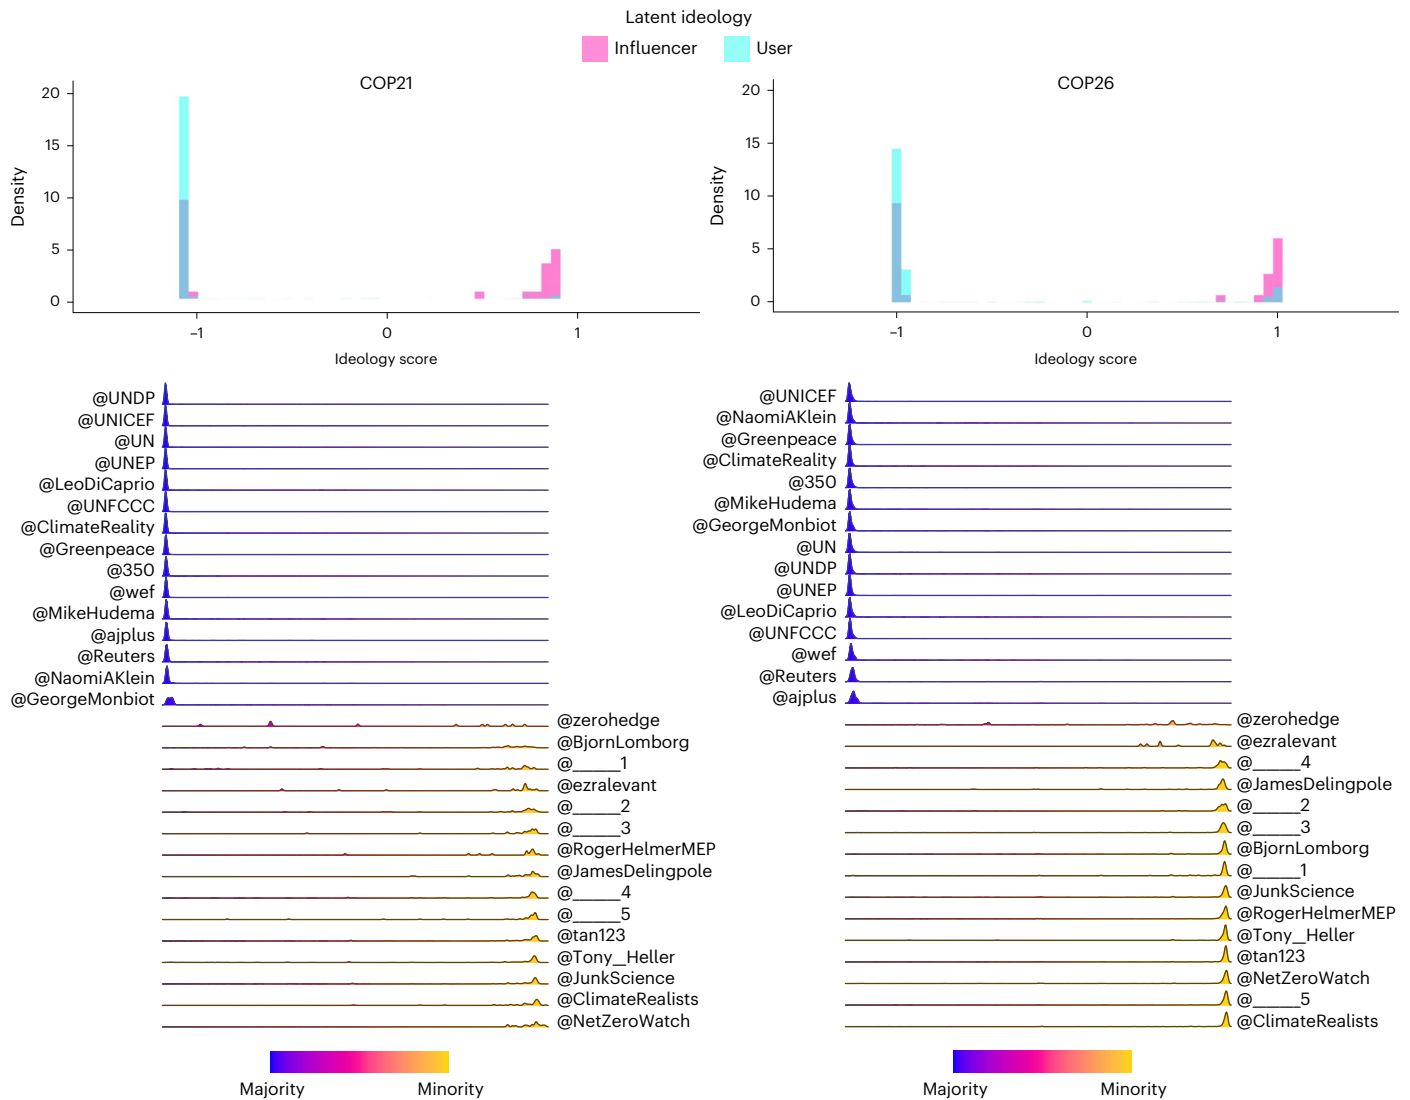 Latent ideology
Influencer User
COP21
20
15
10
5
0
Density
−1 0 1
Ideology score
COP26
20
15
10
5
0
Density
−1 0 1
Ideology score
@UNDP
@UNICEF
@UN
@UNEP
@LeoDiCaprio
@UNFCCC
@ClimateReality
@Greenpeace
@350
@wef
@MikeHudema
@ajplus
@Reuters
@NaomiAKlein
@GeorgeMonbiot
@zerohedge
@BjornLomborg
@_____1
@ezralevant
@_____2
@_____3
@RogerHelmerMEP
@JamesDelingpole
@_____4
@_____5
@tan123
@Tony__Heller
@JunkScience
@ClimateRealists
@NetZeroWatch
Majority Minority
@UNICEF
@NaomiAKlein
@Greenpeace
@ClimateReality
@350
@MikeHudema
@GeorgeMonbiot
@UN
@UNDP
@UNEP
@LeoDiCaprio
@UNFCCC
@wef
@Reuters
@ajplus
@zerohedge
@ezralevant
@_____4
@JamesDelingpole
@_____2
@_____3
@BjornLomborg
@_____1
@JunkScience
@RogerHelmerMEP
@Tony__Heller
@tan123
@NetZeroWatch
@_____5
@ClimateRealists
Majority Minority